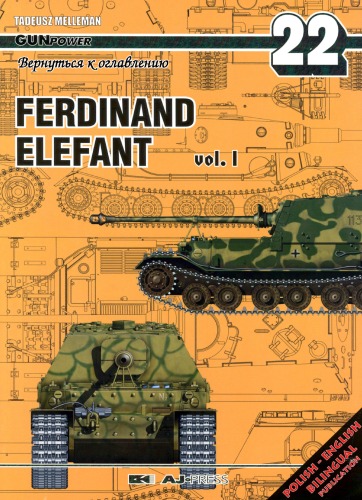 TADEUSZ MELLEMAN
GUNPOWER
22
Вернуться к оглавлению
FERDINAND
ELEFANT vol. I
POLISH - ENGLISH
BILINGUAL
PUBLICATION
AJ-PRESS